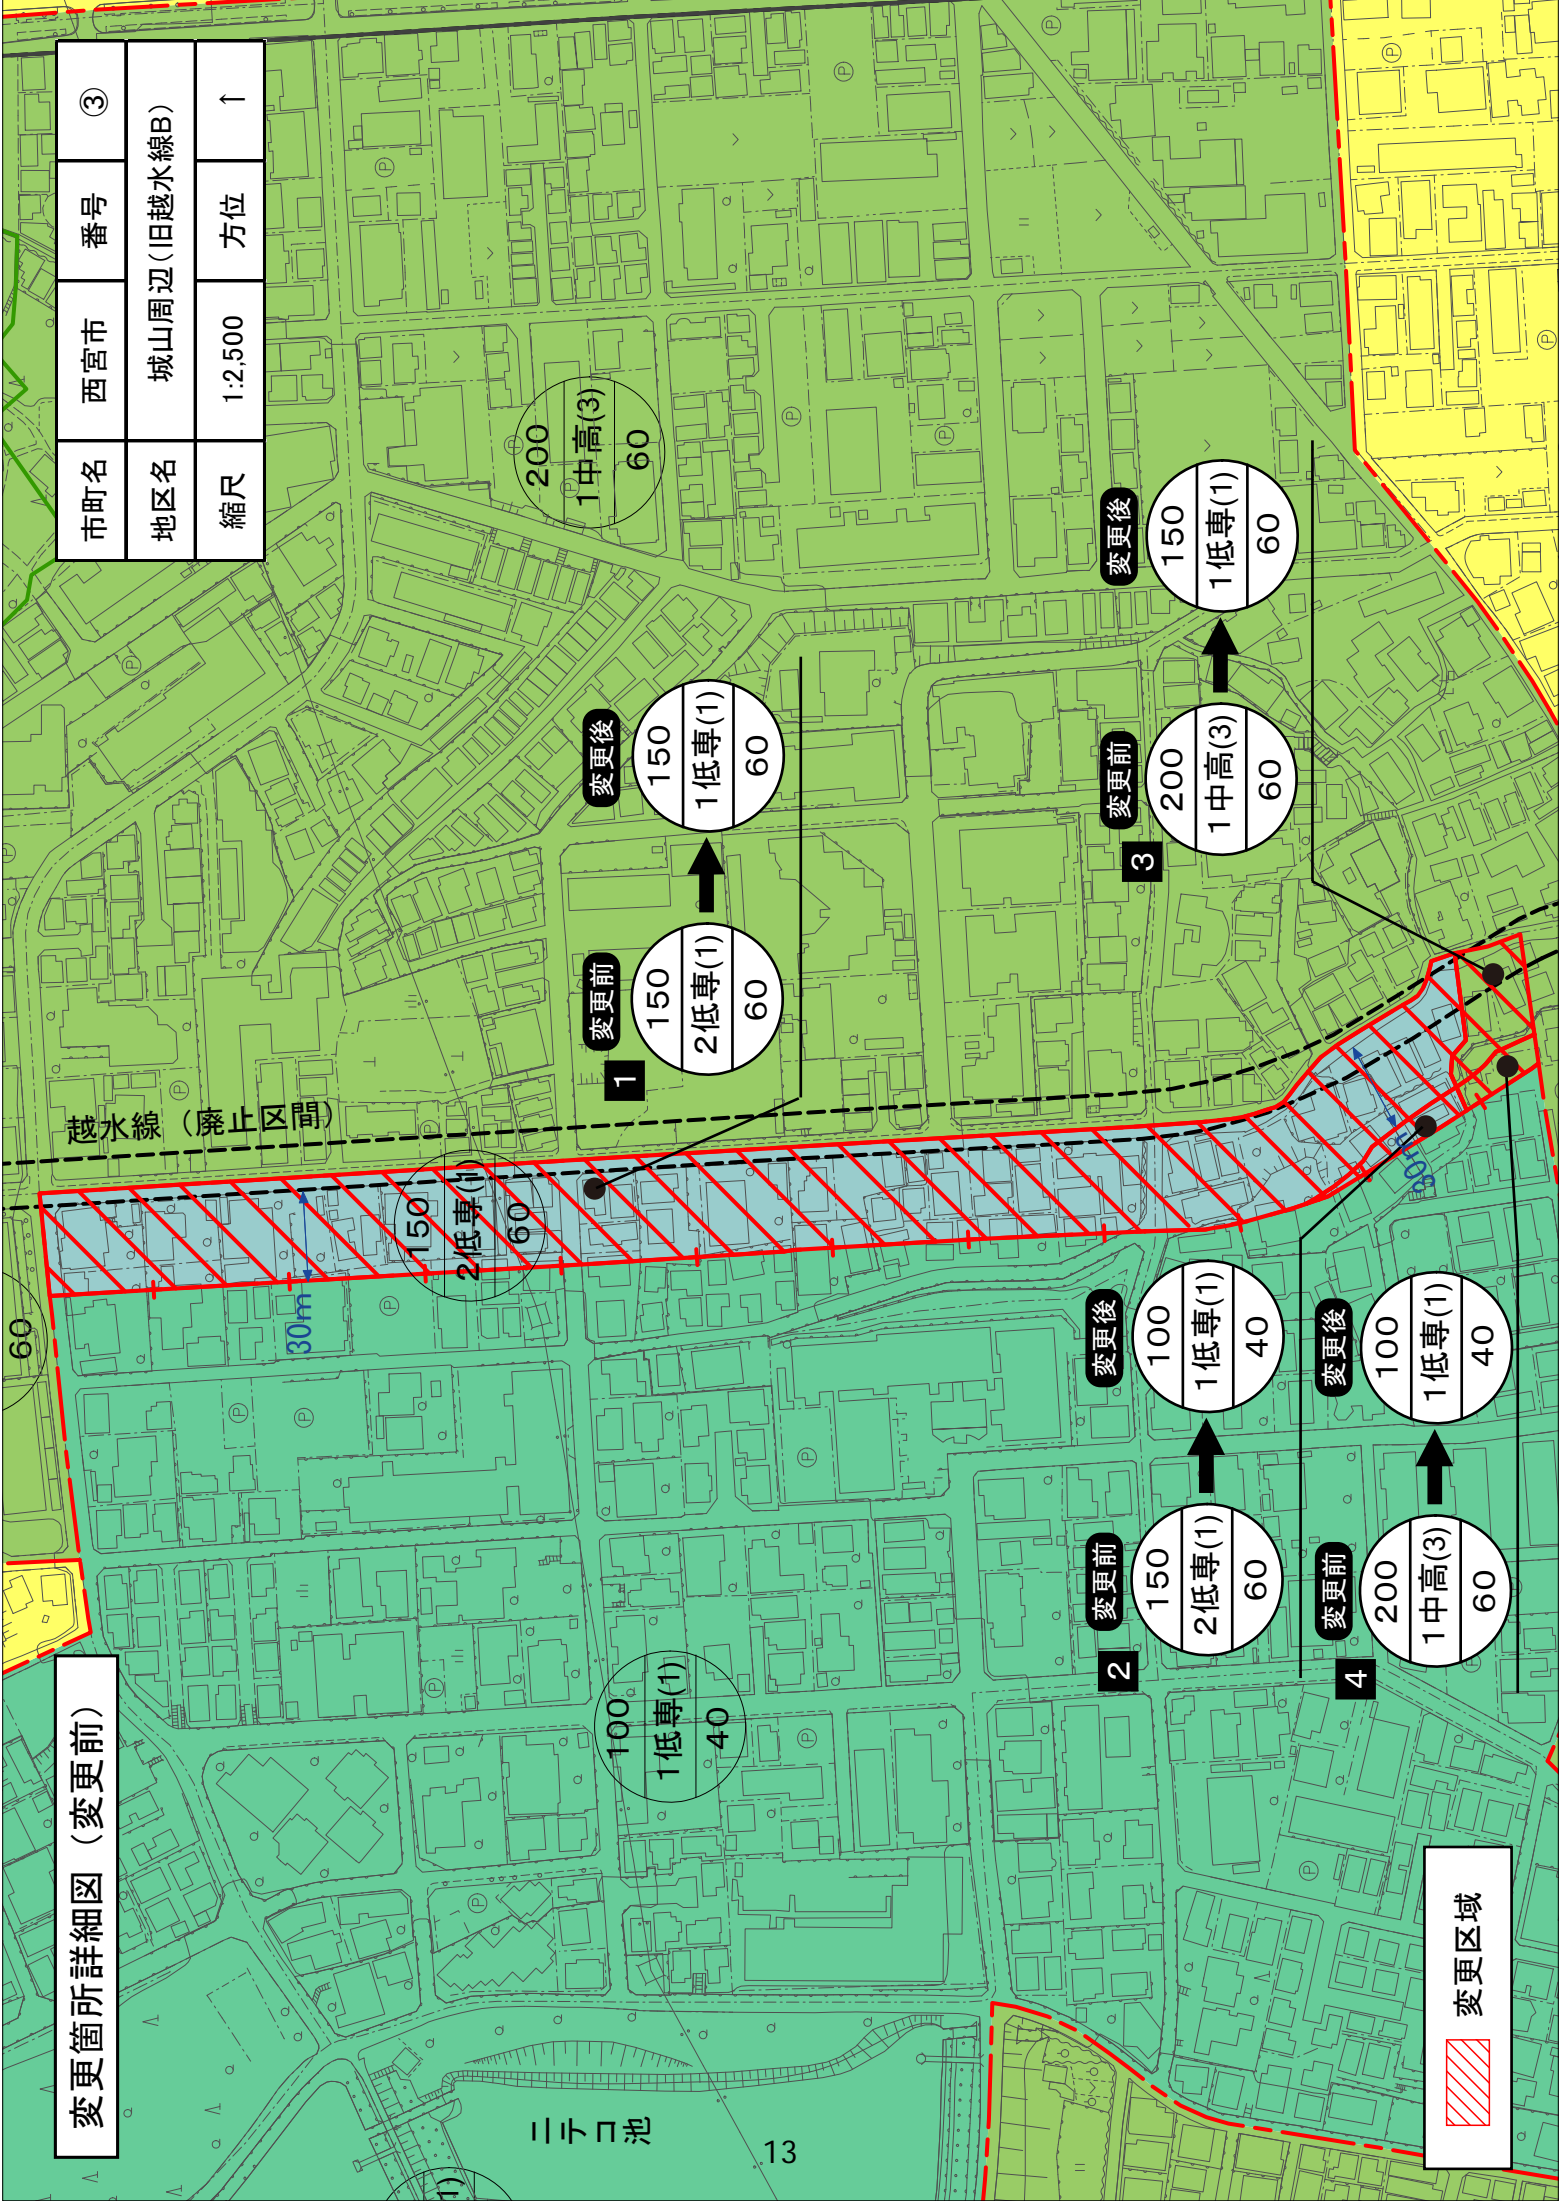 変更箇所詳細図（変更前）
市町名 西宮市 番号 ③
地区名 城山周辺（旧越水線B）
縮尺 1:2,500 方位 ↑
60
越水線（廃止区間）
30m
150
2低専(1)
60
200
1中高(3)
60
1
変更前
150
2低専(1)
60
変更後
150
1低専(1)
60
100
1低専(1)
40
2
変更前
150
2低専(1)
60
変更後
100
1低専(1)
40
3
変更前
200
1中高(3)
60
変更後
150
1低専(1)
60
4
変更前
200
1中高(3)
60
変更後
100
1低専(1)
40
30m
ニテコ池
1)
変更区域
13